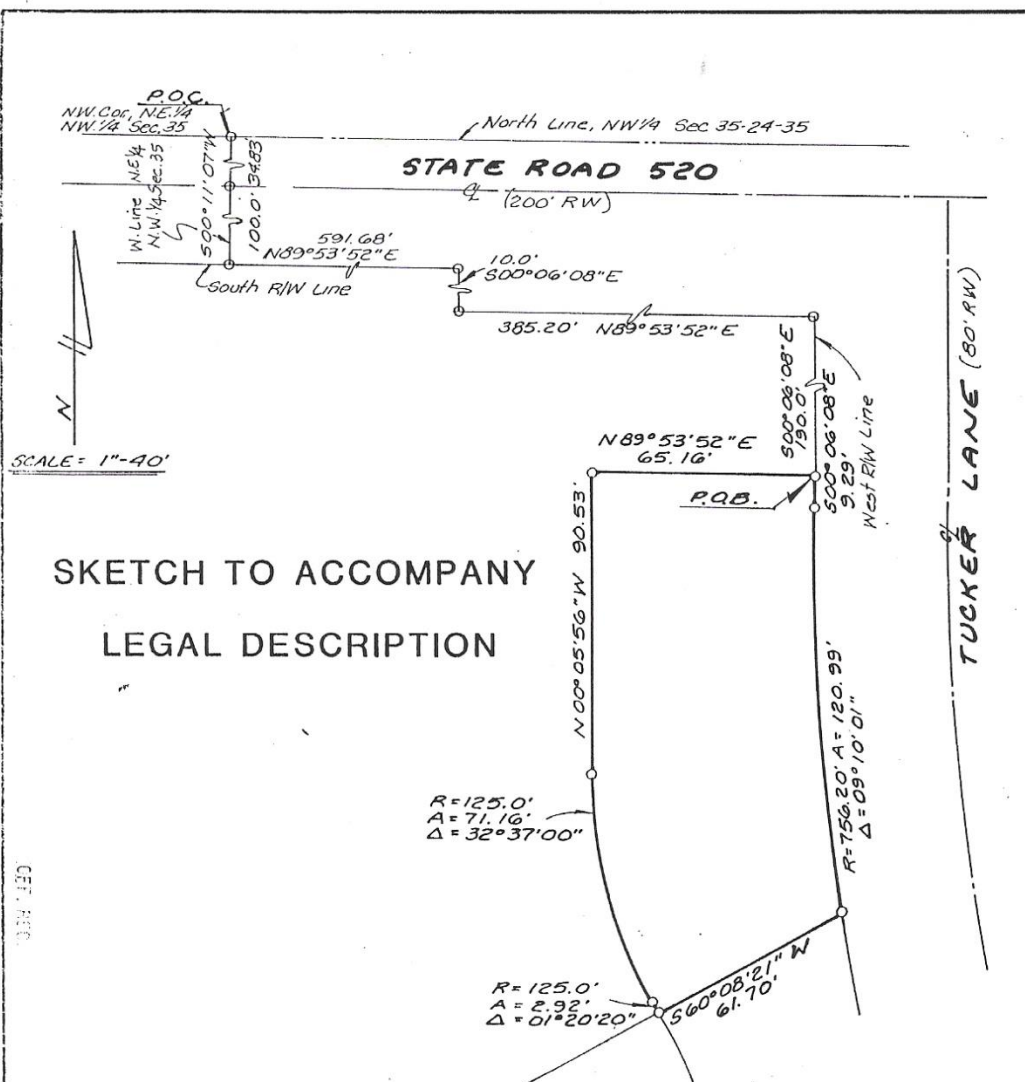 P.O.C.
NW.Cor, N.E.1/4
NW.1/4 Sec.35
North Line, NW1/4 Sec 35-24-35
W. Line N.E1/4
N.W.1/4 Sec.35
S00°11'07"W
100.0' 34.83'
STATE ROAD 520
℄ (200' RW)
591.68'
N89°53'52"E
10.0'
S00°06'08"E
South R/W Line
385.20' N89°53'52"E
S00°06'08"E
190.0'
S00°06'08"E
9.29'
West R/W Line
N
SCALE = 1"-40'
N89°53'52"E
65.16'
P.O.B.
TUCKER LANE (80' RW)
℄
SKETCH TO ACCOMPANY
LEGAL DESCRIPTION
N00°05'56"W 90.53'
R=756.20' A=120.99'
Δ=09°10'01"
R=125.0'
A=71.16'
Δ=32°37'00"
R=125.0'
A=2.92'
Δ=01°20'20"
S60°08'21"W
61.70'